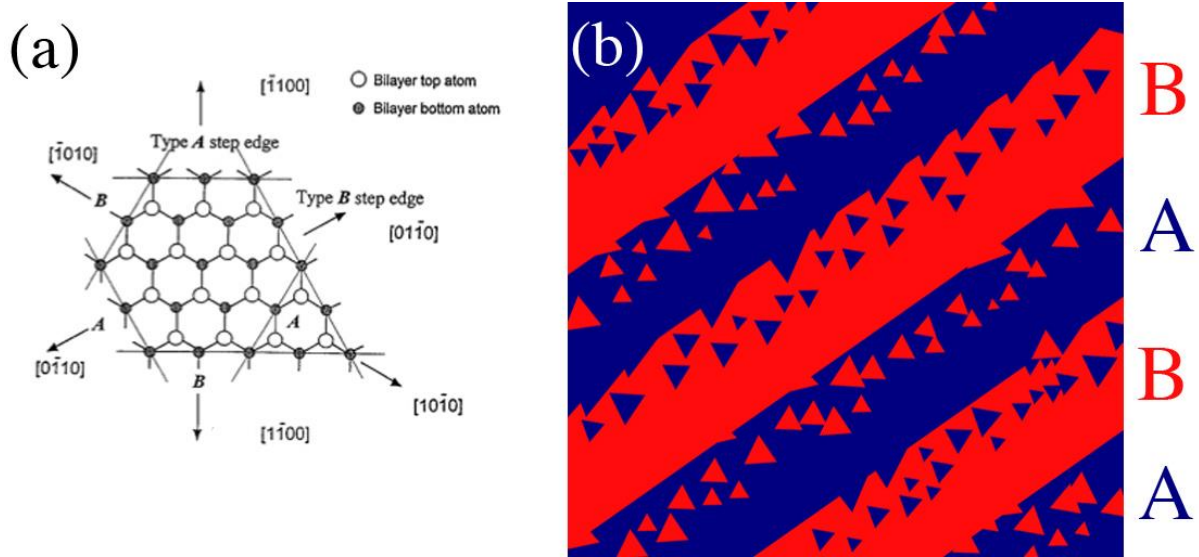 (a)
[1̄100]
Bilayer top atom
Bilayer bottom atom
Type A step edge
[1̄010]
B
Type B step edge
[011̄0]
A
A
[01̄10]
B
[101̄0]
[11̄00]
(b)
B
A
B
A